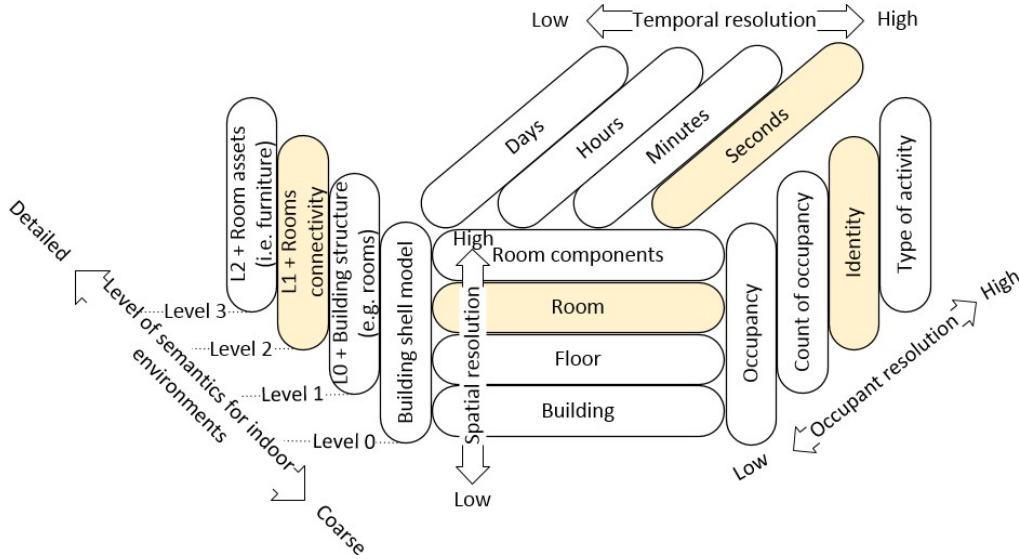 Low
Temporal resolution
High
Days
Hours
Minutes
Seconds
L2 + Room assets
(i.e. furniture)
L1 + Rooms
connectivity
L0 + Building structure
(e.g. rooms)
Building shell model
Detailed
Level of semantics for indoor
environments
Coarse
Level 3
Level 2
Level 1
Level 0
High
Spatial resolution
Low
Room components
Room
Floor
Building
Occupancy
Count of occupancy
Identity
Type of activity
High
Occupant resolution
Low